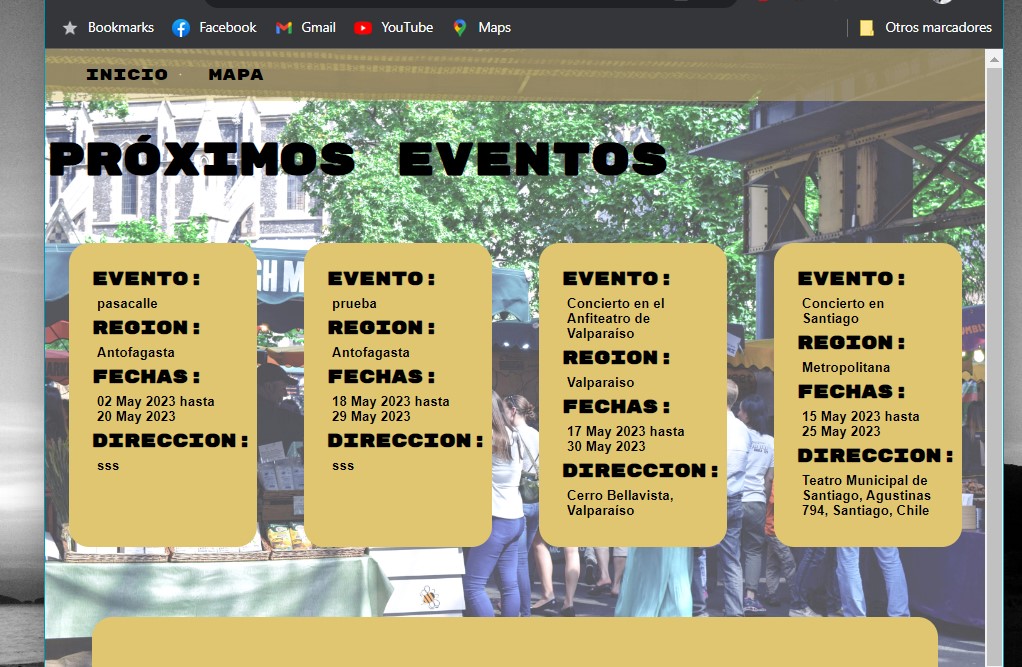 Bookmarks Facebook Gmail YouTube Maps Otros marcadores
INICIO MAPA
PRÓXIMOS EVENTOS
EVENTO:
pasacalle
REGION:
Antofagasta
FECHAS:
02 May 2023 hasta
20 May 2023
DIRECCION:
sss
EVENTO:
prueba
REGION:
Antofagasta
FECHAS:
18 May 2023 hasta
29 May 2023
DIRECCION:
sss
EVENTO:
Concierto en el
Anfiteatro de
Valparaíso
REGION:
Valparaiso
FECHAS:
17 May 2023 hasta
30 May 2023
DIRECCION:
Cerro Bellavista,
Valparaíso
EVENTO:
Concierto en
Santiago
REGION:
Metropolitana
FECHAS:
15 May 2023 hasta
25 May 2023
DIRECCION:
Teatro Municipal de
Santiago, Agustinas
794, Santiago, Chile